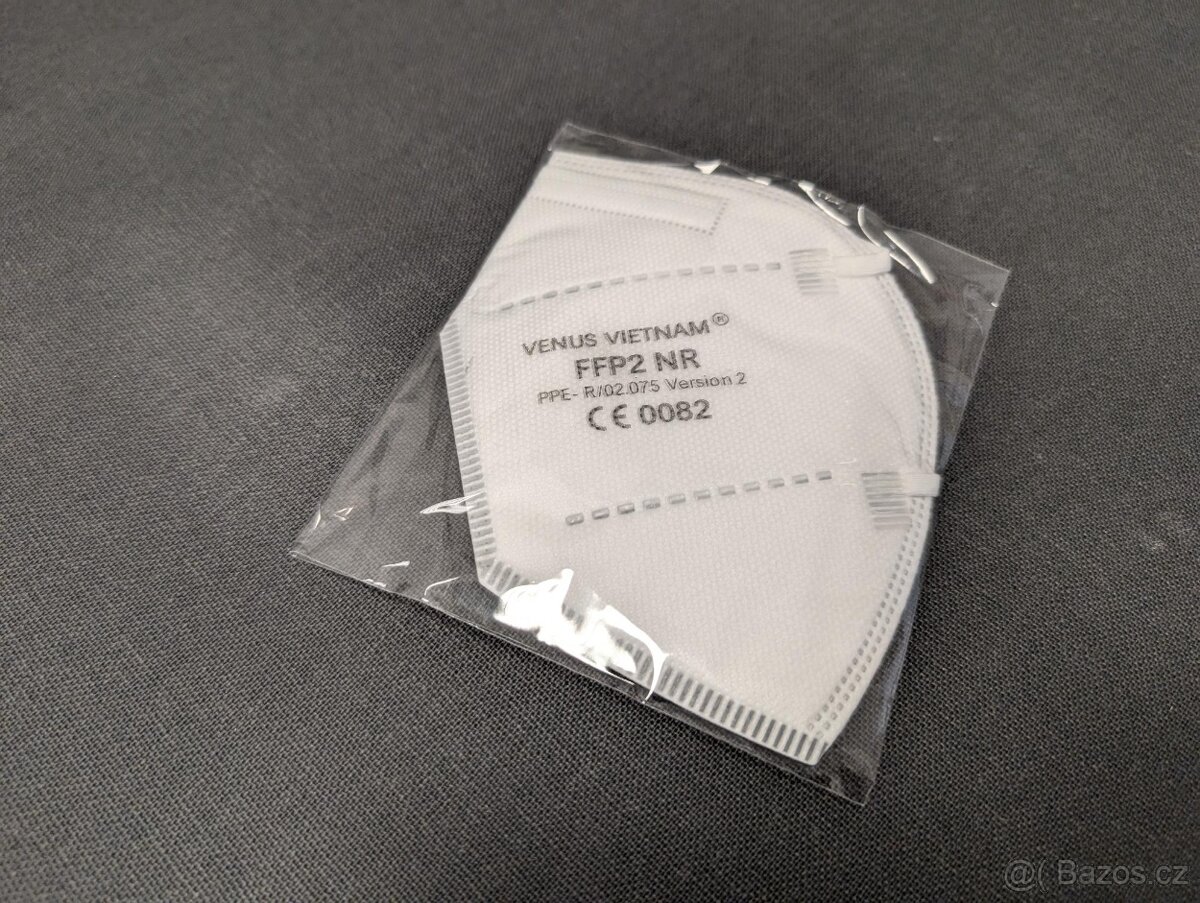 VENUS VIETNAM®
FFP2 NR
PPE- R/02.075 Version 2
CE 0082
@( Bazos.cz